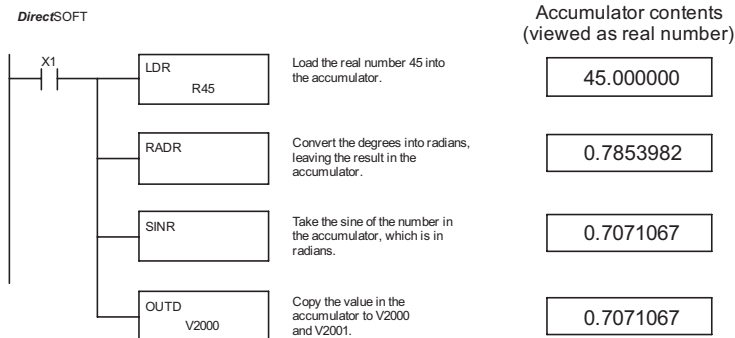 DirectSOFT
Accumulator contents
(viewed as real number)
X1
LDR
R45
Load the real number 45 into
the accumulator.
45.000000
RADR
Convert the degrees into radians,
leaving the result in the
accumulator.
0.7853982
SINR
Take the sine of the number in
the accumulator, which is in
radians.
0.7071067
OUTD
V2000
Copy the value in the
accumulator to V2000
and V2001.
0.7071067